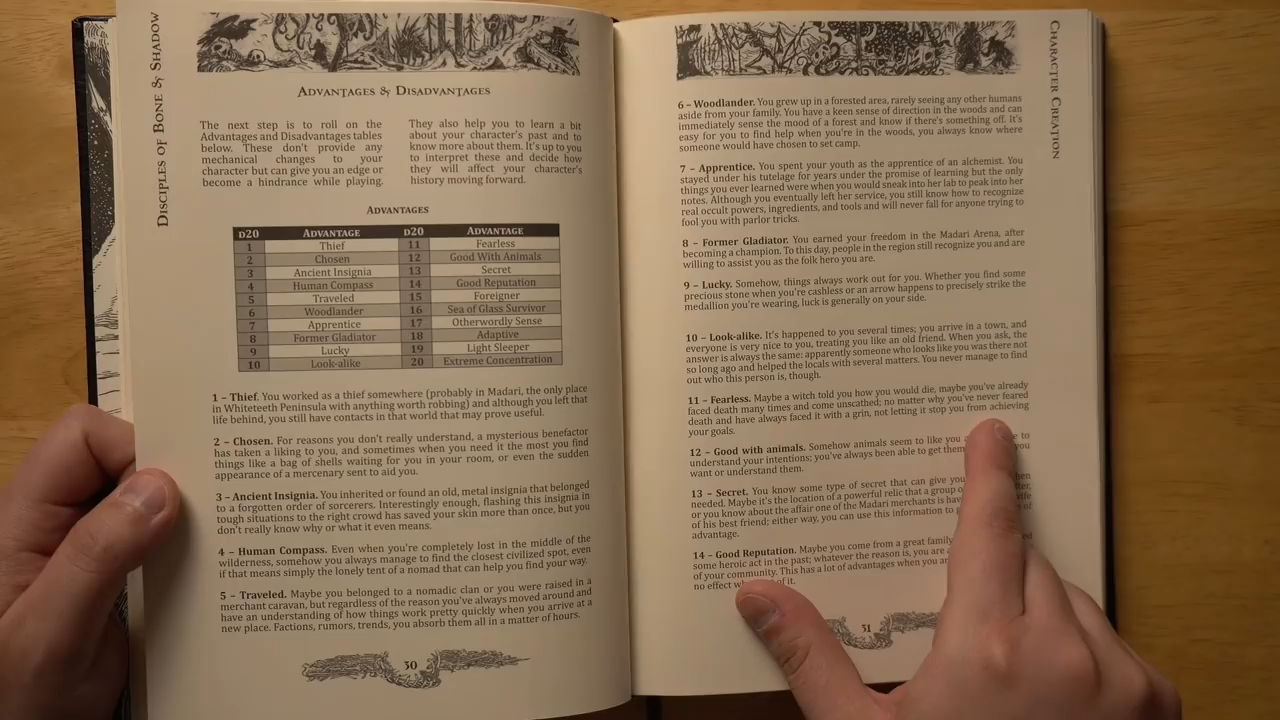 Disciples of Bone & Shadow
Advantages & Disadvantages
The next step is to roll on the
Advantages and Disadvantages tables
below. These don't provide any
mechanical changes to your
character but can give you an edge or
become a hindrance while playing.
They also help you to learn a bit
about your character's past and to
know more about them. It's up to you
to interpret these and decide how
they will affect your character's
history moving forward.
Advantages
D20 Advantage D20 Advantage
1 Thief 11 Fearless
2 Chosen 12 Good With Animals
3 Ancient Insignia 13 Secret
4 Human Compass 14 Good Reputation
5 Traveled 15 Foreigner
6 Woodlander 16 Sea of Glass Survivor
7 Apprentice 17 Otherwordly Sense
8 Former Gladiator 18 Adaptive
9 Lucky 19 Light Sleeper
10 Look-alike 20 Extreme Concentration
1 – Thief. You worked as a thief somewhere (probably in Madari, the only place
in Whiteteeth Peninsula with anything worth robbing) and although you left that
life behind, you still have contacts in that world that may prove useful.
2 – Chosen. For reasons you don't really understand, a mysterious benefactor
has taken a liking to you, and sometimes when you need it the most you find
things like a bag of shells waiting for you in your room, or even the sudden
appearance of a mercenary sent to aid you.
3 – Ancient Insignia. You inherited or found an old, metal insignia that belonged
to a forgotten order of sorcerers. Interestingly enough, flashing this insignia in
tough situations to the right crowd has saved your skin more than once, but you
don't really know why or what it even means.
4 – Human Compass. Even when you're completely lost in the middle of the
wilderness, somehow you always manage to find the closest civilized spot, even
if that means simply the lonely tent of a nomad that can help you find your way.
5 – Traveled. Maybe you belonged to a nomadic clan or you were raised in a
merchant caravan, but regardless of the reason you've always moved around and
have an understanding of how things work pretty quickly when you arrive at a
new place. Factions, rumors, trends, you absorb them all in a matter of hours.
30
Character Creation
6 – Woodlander. You grew up in a forested area, rarely seeing any other humans
aside from your family. You have a keen sense of direction in the woods and can
immediately sense the mood of a forest and know if there's something off. It's
easy for you to find help when you're in the woods, you always know where
someone would have chosen to set camp.
7 – Apprentice. You spent your youth as the apprentice of an alchemist. You
stayed under his tutelage for years under the promise of learning but the only
things you ever learned were when you would sneak into her lab to peak into her
notes. Although you eventually left her service, you still know how to recognize
real occult powers, ingredients, and tools and will never fall for anyone trying to
fool you with parlor tricks.
8 – Former Gladiator. You earned your freedom in the Madari Arena, after
becoming a champion. To this day, people in the region still recognize you and are
willing to assist you as the folk hero you are.
9 – Lucky. Somehow, things always work out for you. Whether you find some
precious stone when you're cashless or an arrow happens to precisely strike the
medallion you're wearing, luck is generally on your side.
10 – Look-alike. It's happened to you several times; you arrive in a town, and
everyone is very nice to you, treating you like an old friend. When you ask, the
answer is always the same: apparently someone who looks like you was there not
so long ago and helped the locals with several matters. You never manage to find
out who this person is, though.
11 – Fearless. Maybe a witch told you how you would die, maybe you've already
faced death many times and come unscathed; no matter why you've never feared
death and have always faced it with a grin, not letting it stop you from achieving
your goals.
12 – Good with animals. Somehow animals seem to like you to
understand your intentions; you've always been able to get them you
want or understand them.
13 – Secret. You know some type of secret that can give you
needed. Maybe it's the location of a powerful relic that a group
or you know about the affair one of the Madari merchants is
of his best friend; either way, you can use this information to of
advantage.
14 – Good Reputation. Maybe you come from a great family
some heroic act in the past; whatever the reason, you are
of your community. This has a lot of advantages when you
no effect of it.
31